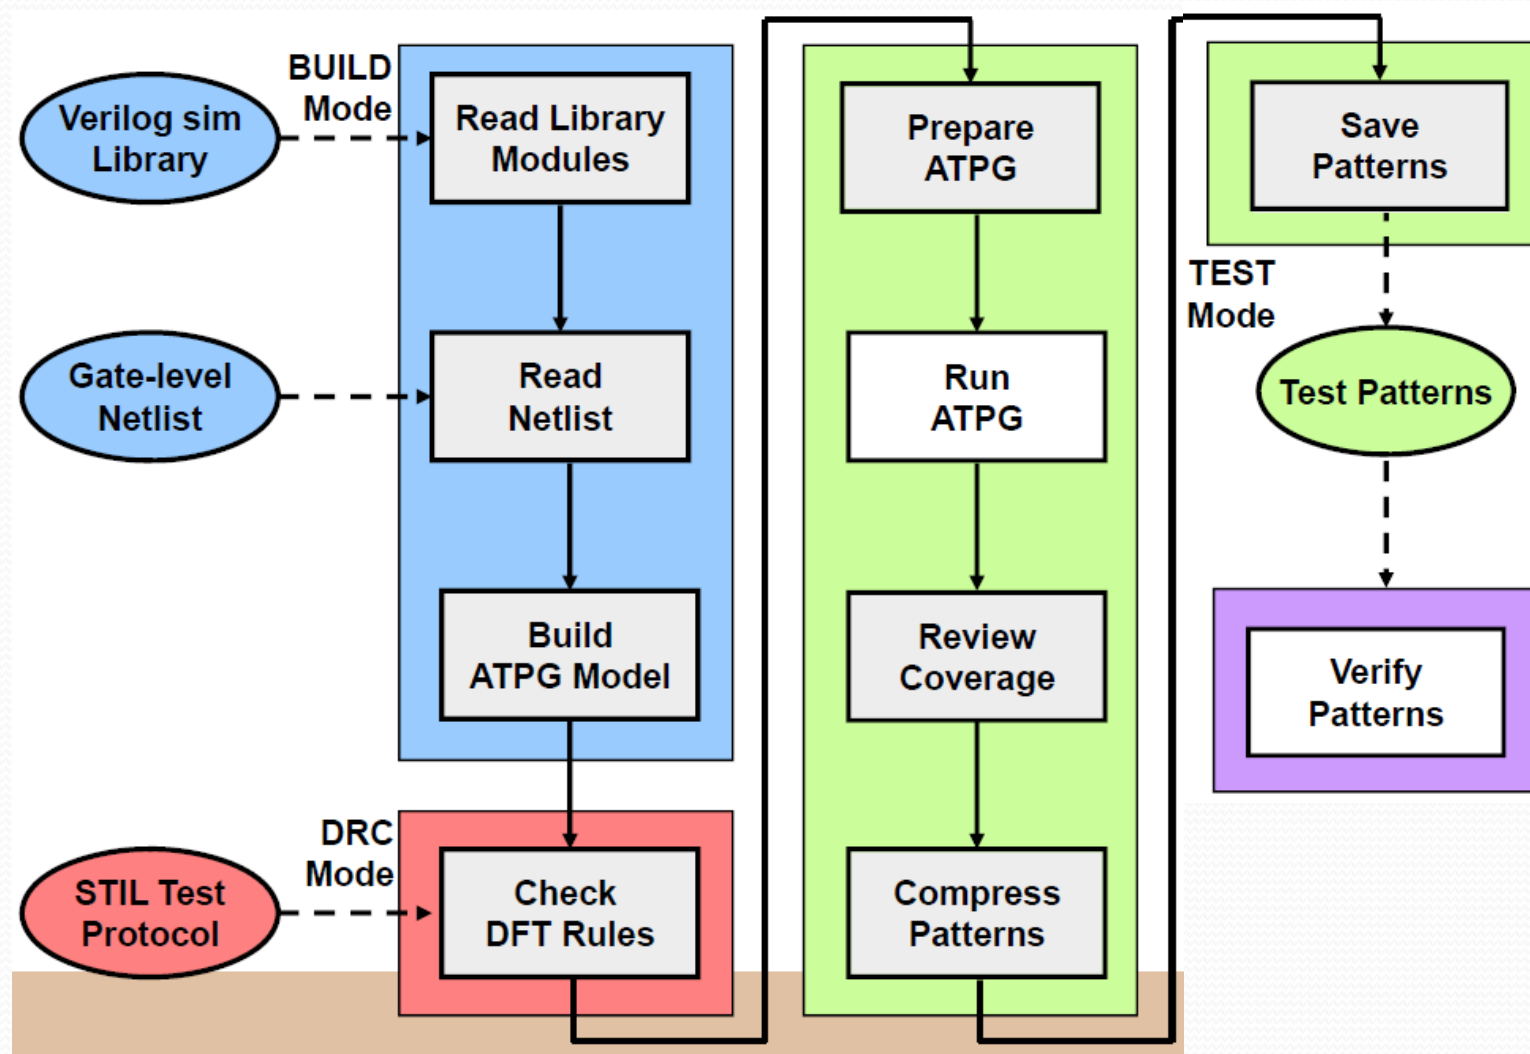 BUILD
Mode
Verilog sim
Library
Read Library
Modules
Gate-level
Netlist
Read
Netlist
Build
ATPG Model
DRC
Mode
STIL Test
Protocol
Check
DFT Rules
Prepare
ATPG
Run
ATPG
Review
Coverage
Compress
Patterns
Save
Patterns
TEST
Mode
Test Patterns
Verify
Patterns